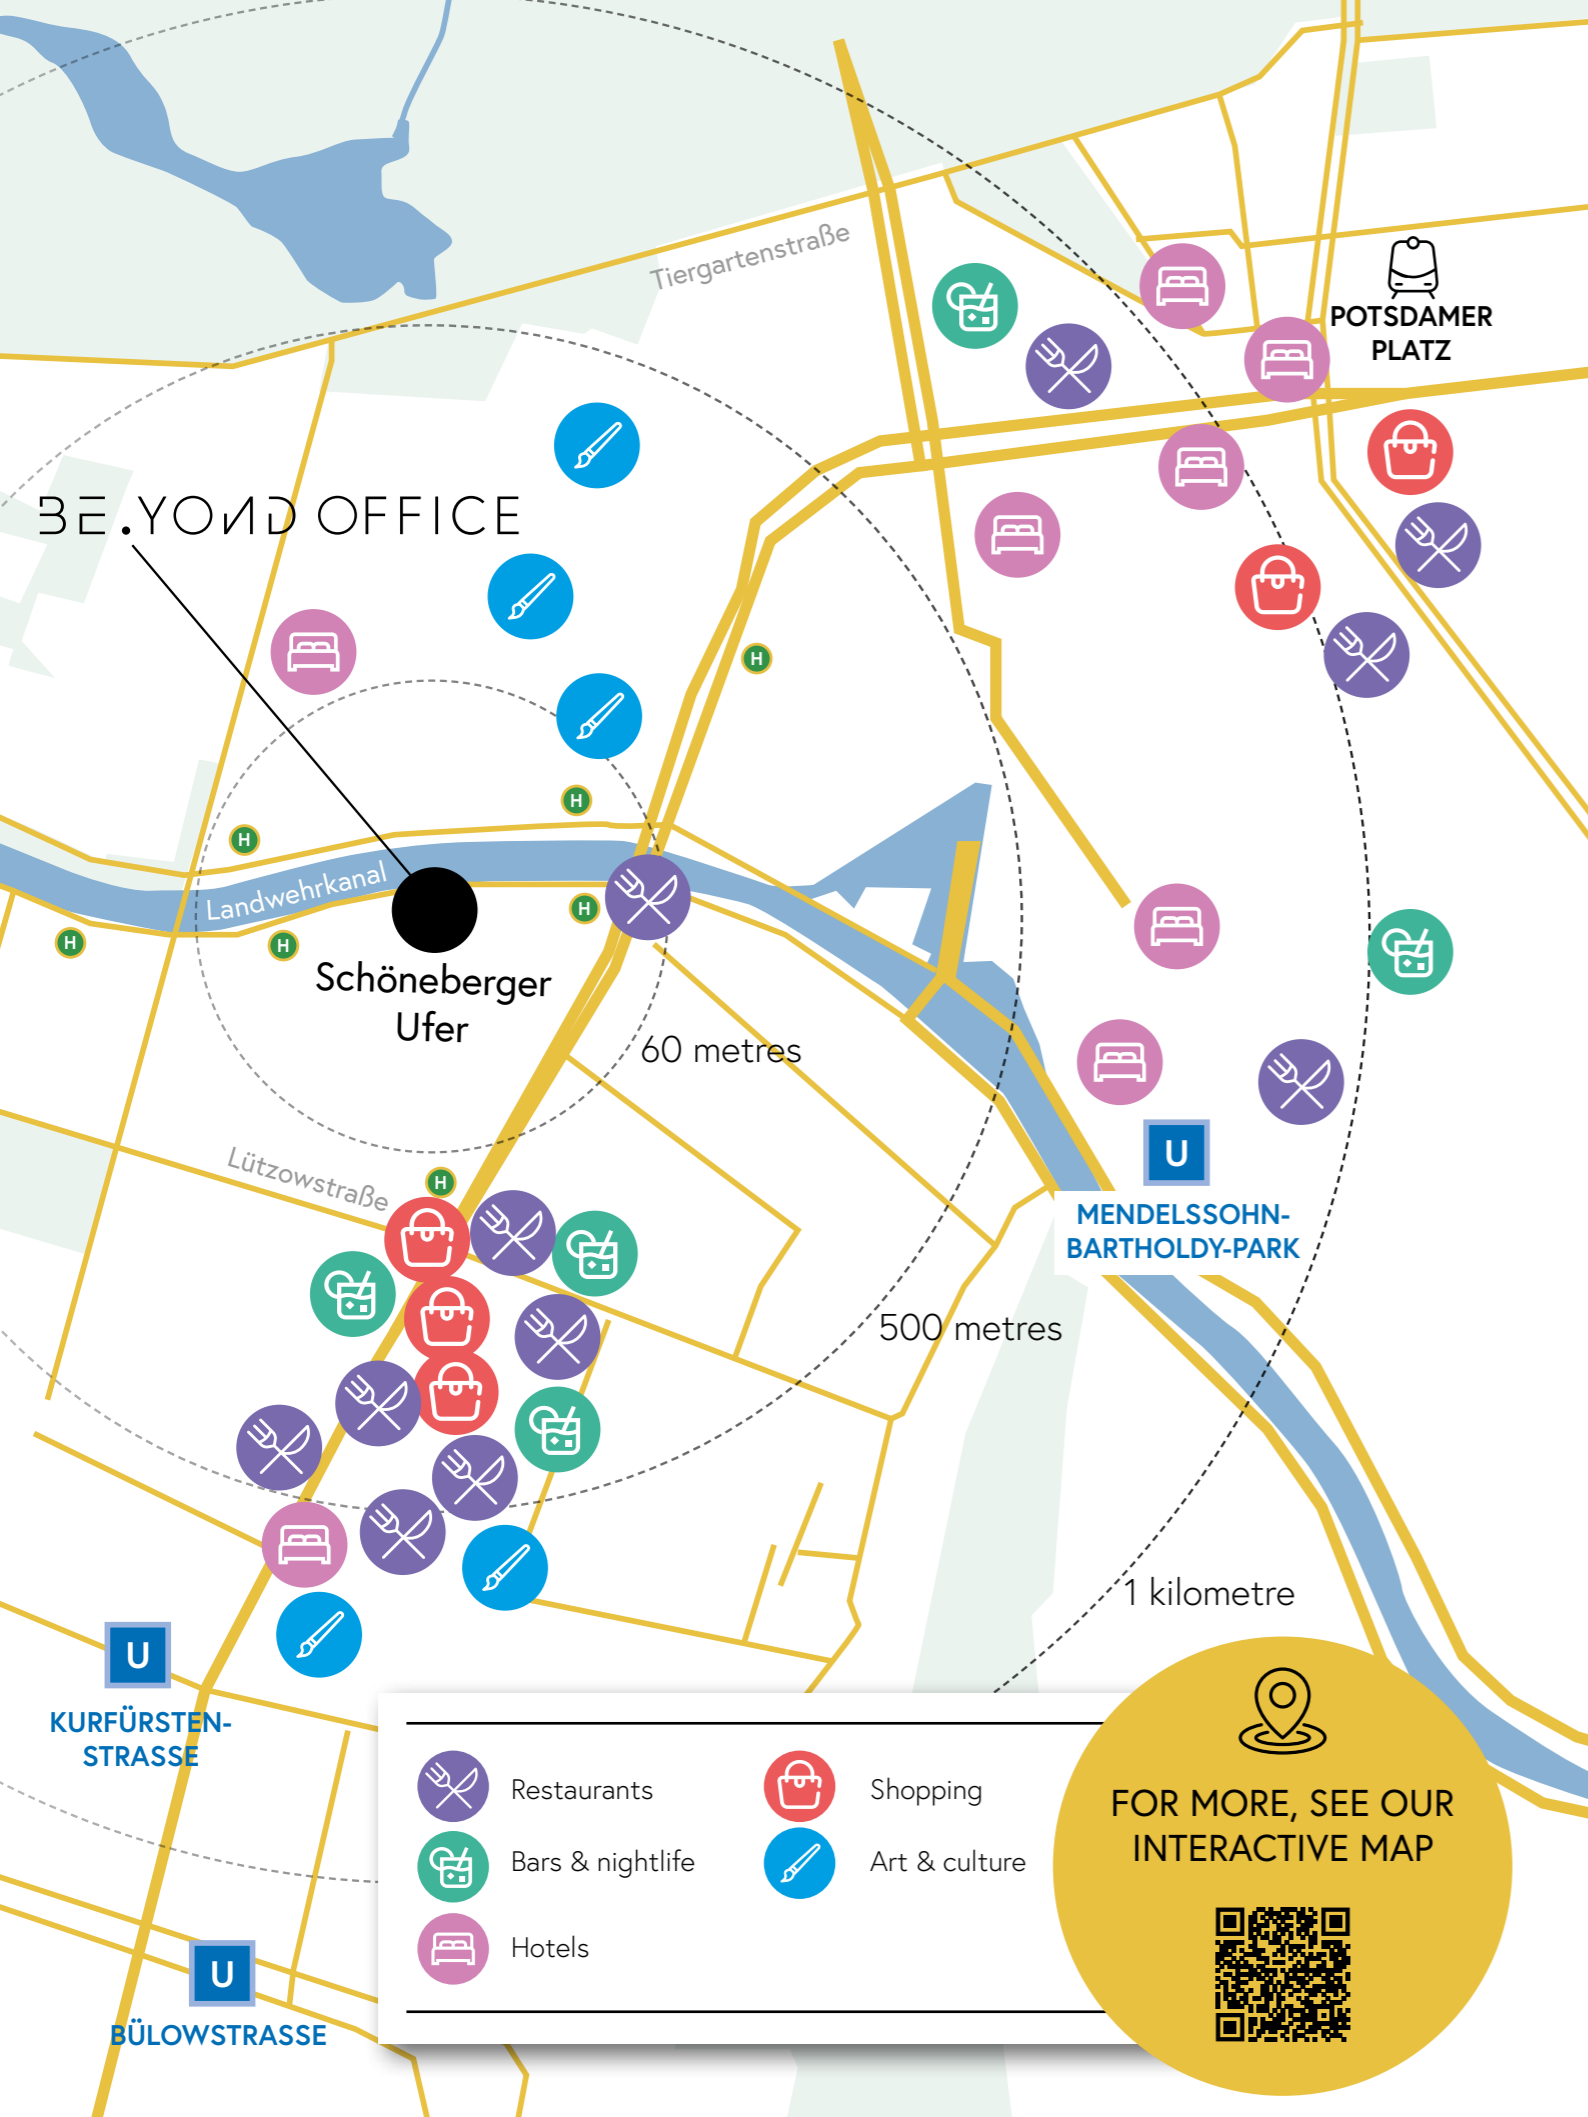 Tiergartenstraße
POTSDAMER
PLATZ
BE.YOND OFFICE
H
H
H
Landwehrkanal
H
H
H
Schöneberger
Ufer
60 metres
U
MENDELSSOHN-
BARTHOLDY-PARK
Lützowstraße
H
500 metres
1 kilometre
U
KURFÜRSTEN-
STRASSE
U
BÜLOWSTRASSE
Restaurants
Shopping
Bars & nightlife
Art & culture
Hotels
FOR MORE, SEE OUR
INTERACTIVE MAP